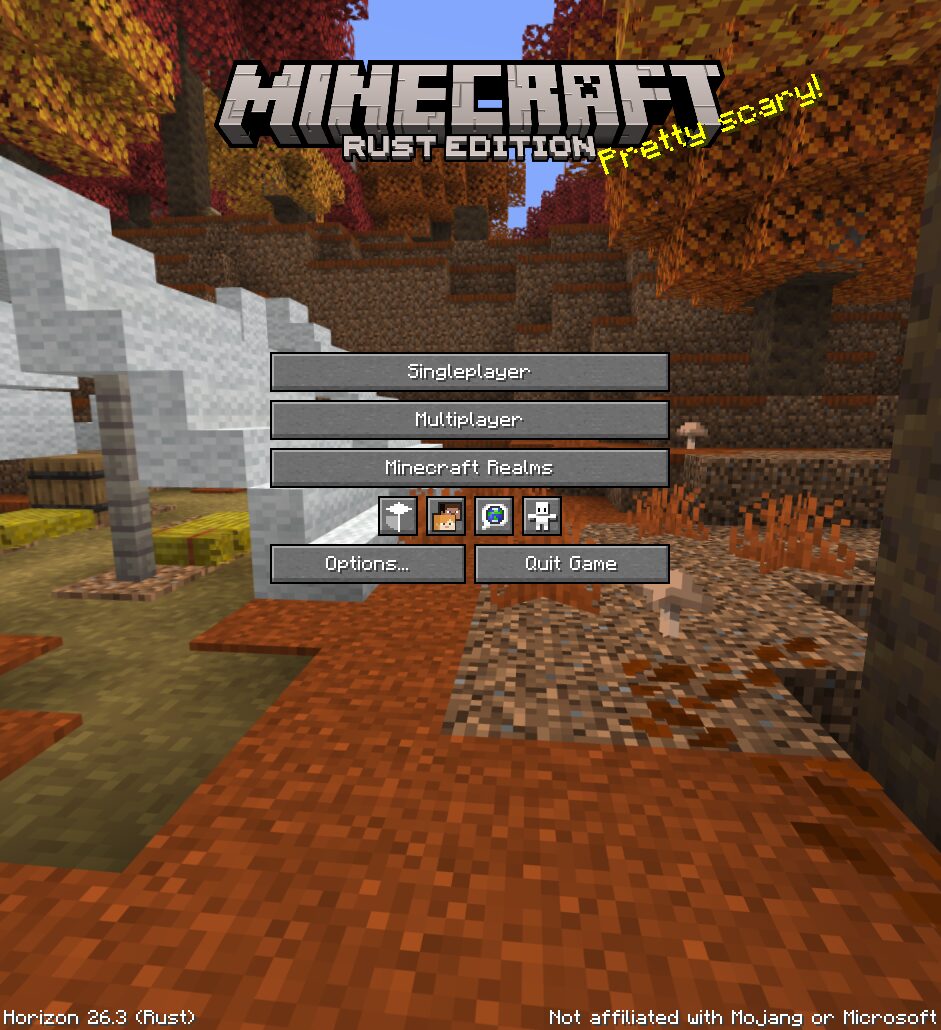 MINECRAFT
RUST EDITION
Pretty scary!
Singleplayer
Multiplayer
Minecraft Realms
Options...
Quit Game
Horizon 26.3 (Rust)
Not affiliated with Mojang or Microsoft